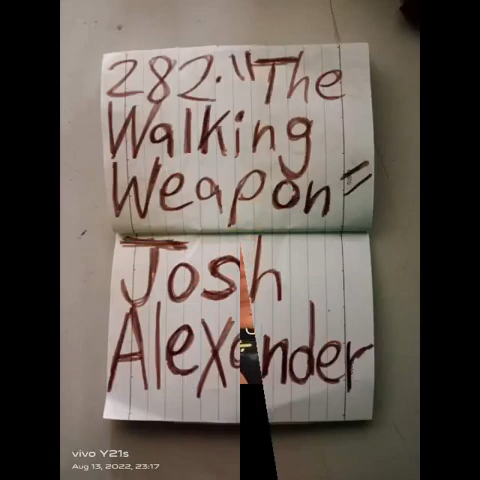 282. "The
Walking
Weapon"
Josh
Alexander
vivo Y21s
Aug 13, 2022, 23:17